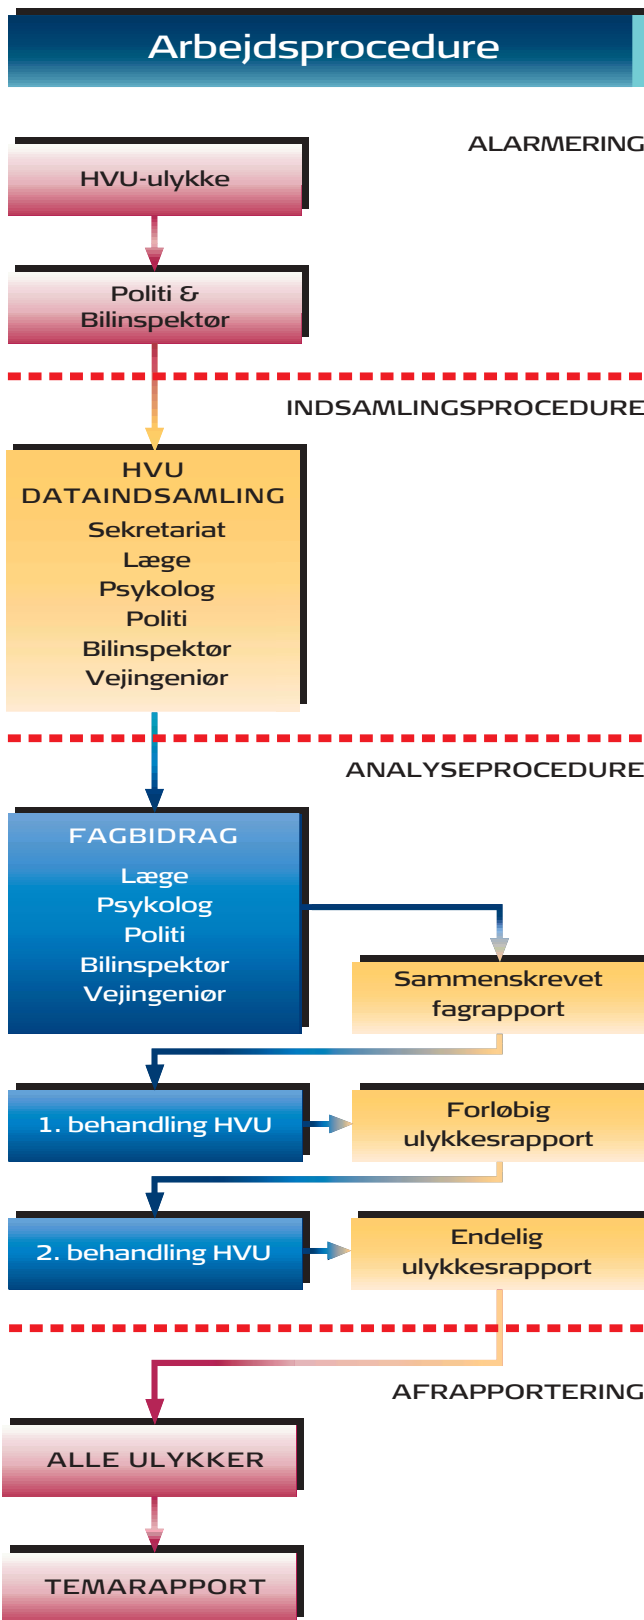 Arbejdsprocedure
ALARMERING
HVU-ulykke
Politi &
Bilinspektør
INDSAMLINGSPROCEDURE
HVU
DATAINDSAMLING
Sekretariat
Læge
Psykolog
Politi
Bilinspektør
Vejingeniør
ANALYSEPROCEDURE
FAGBIDRAG
Læge
Psykolog
Politi
Bilinspektør
Vejingeniør
Sammenskrevet
fagrapport
1. behandling HVU
Forløbig
ulykkesrapport
2. behandling HVU
Endelig
ulykkesrapport
AFRAPPORTERING
ALLE ULYKKER
TEMARAPPORT